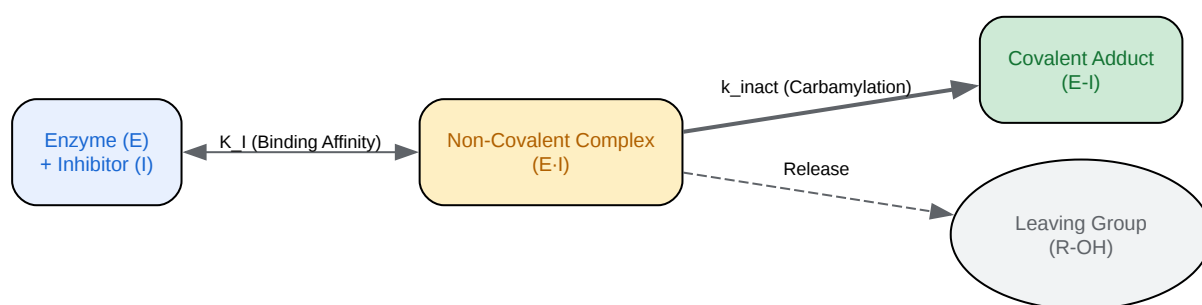 Enzyme (E)
+ Inhibitor (I)
K_I (Binding Affinity)
Non-Covalent Complex
(E·I)
k_inact (Carbamylation)
Covalent Adduct
(E-I)
Release
Leaving Group
(R-OH)